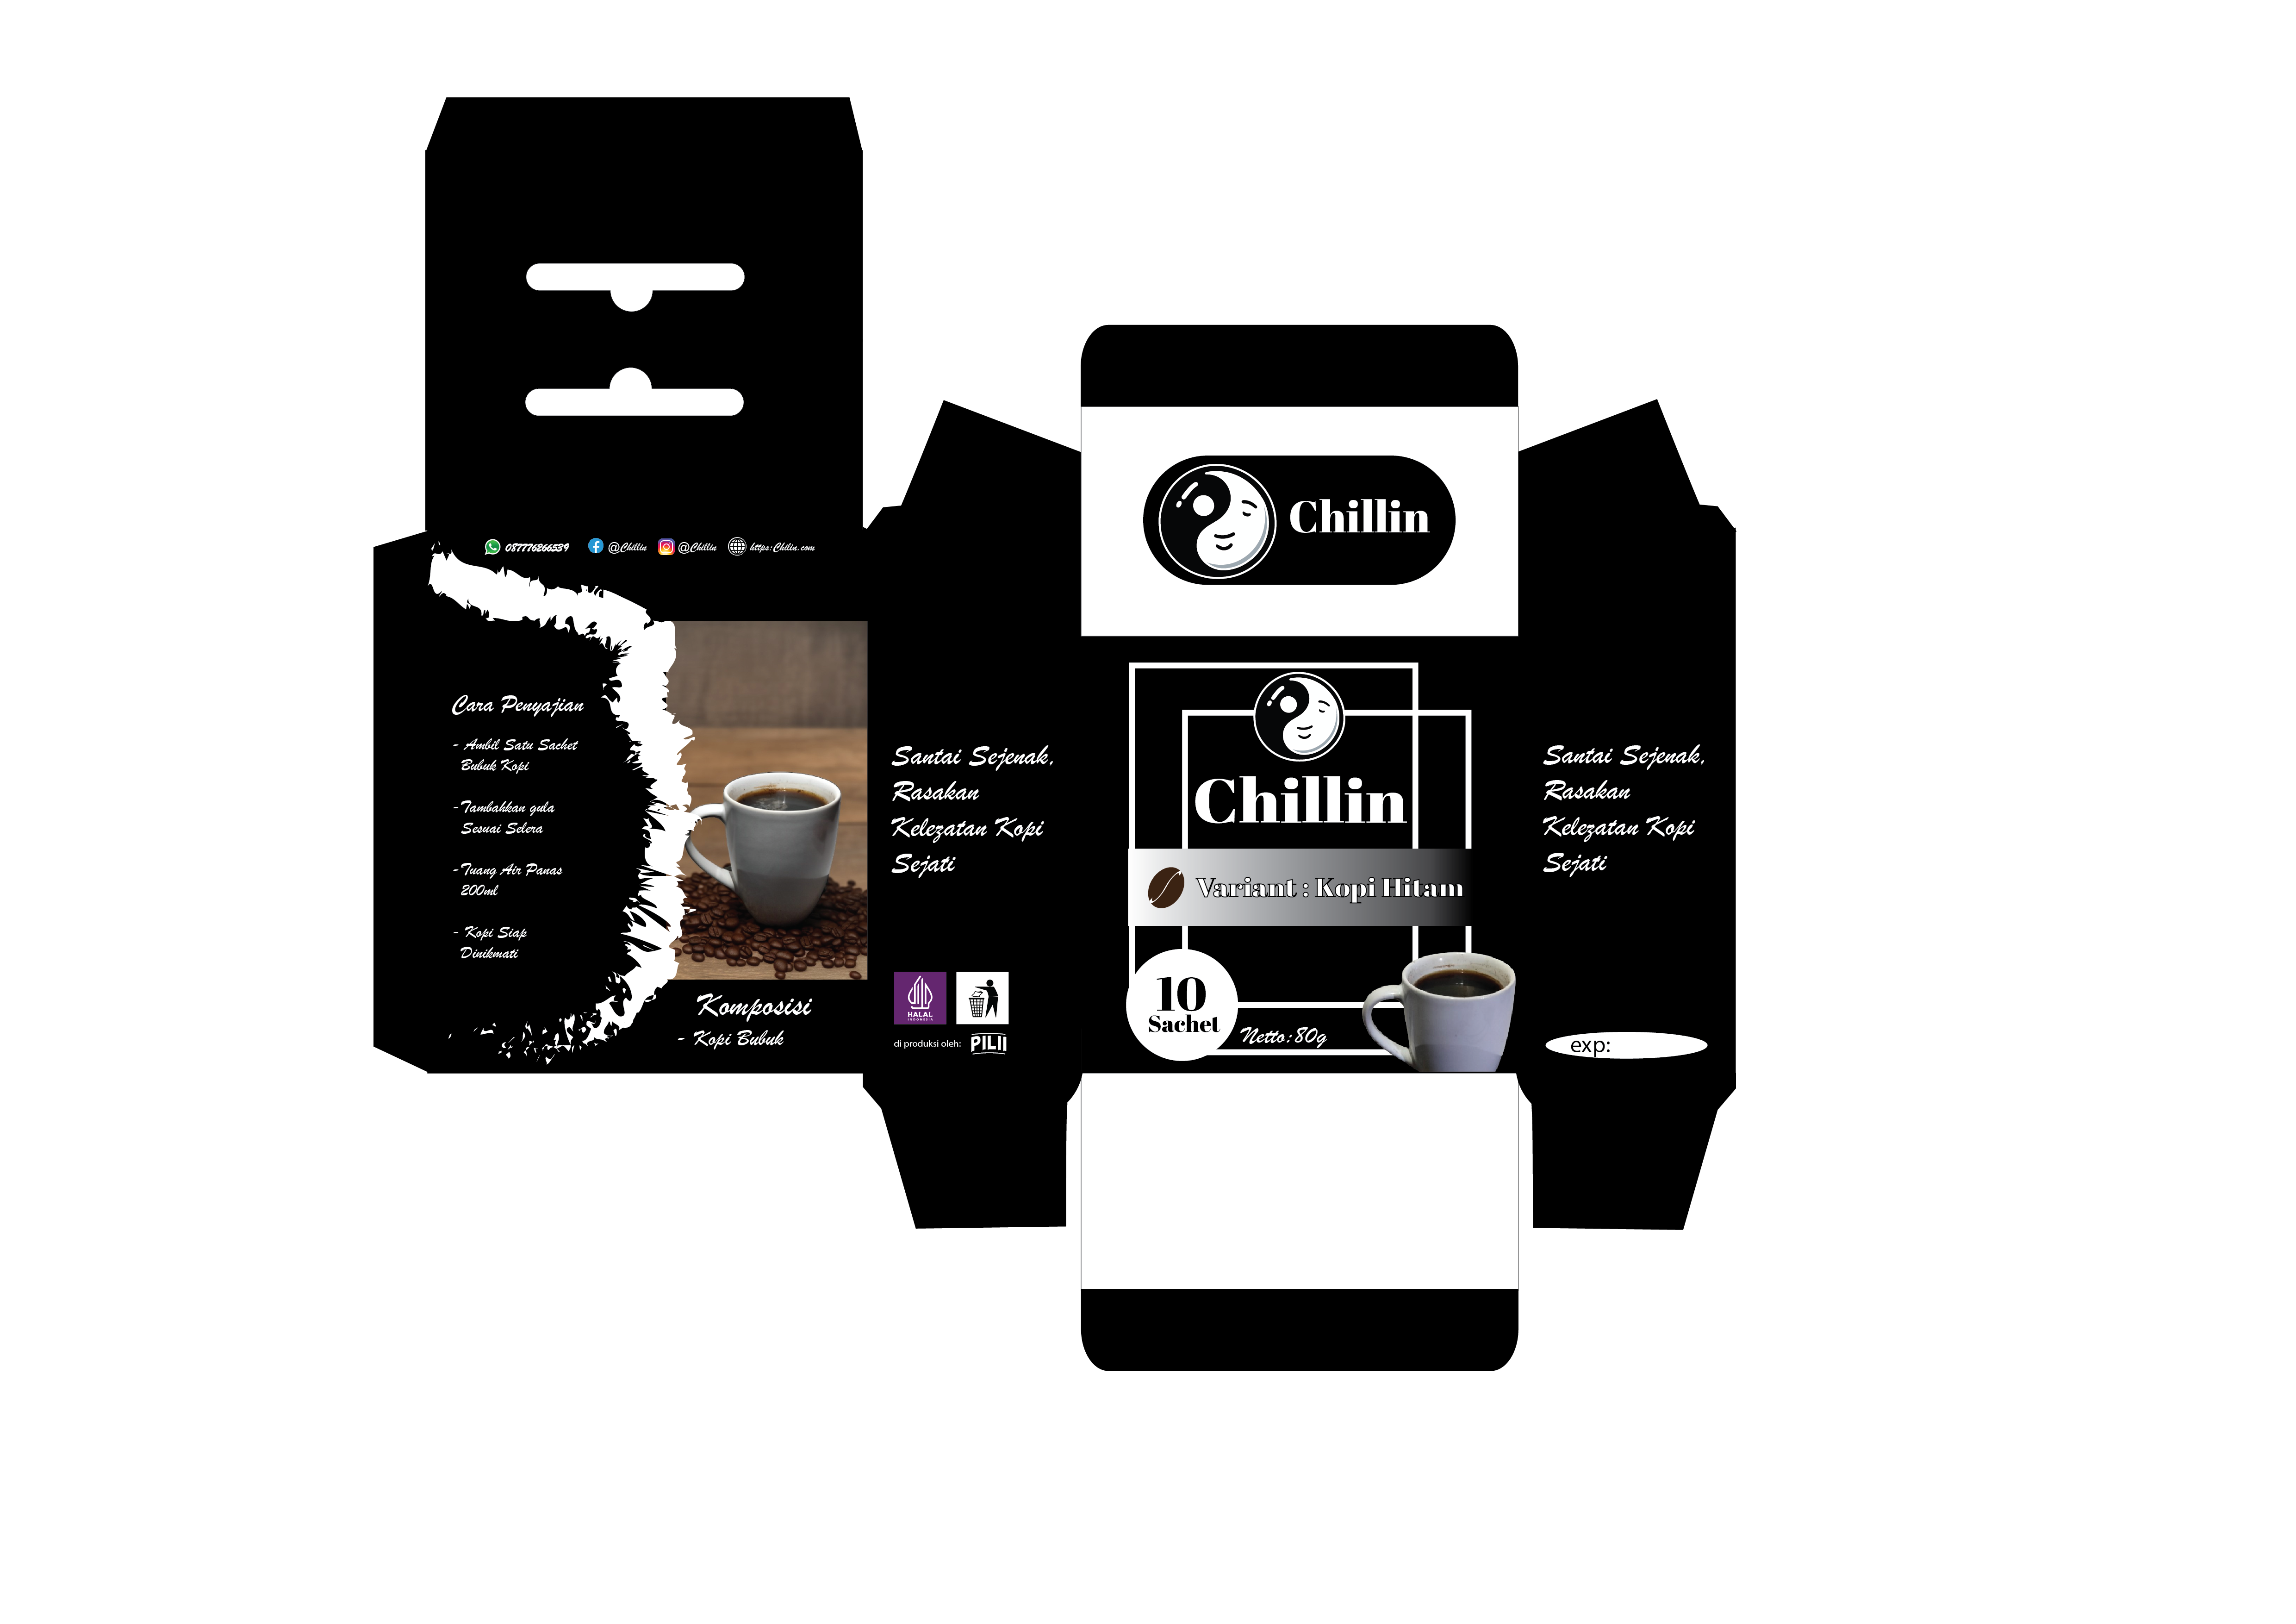 087776266539 @Chillin @Chillin https:Chilin.com
Cara Penyajian
- Ambil Satu Sachet
Bubuk Kopi
- Tambahkan gula
Sesuai Selera
- Tuang Air Panas
200ml
- Kopi Siap
Dinikmati
Komposisi
- Kopi Bubuk
Santai Sejenak,
Rasakan
Kelezatan Kopi
Sejati
HALAL
INDONESIA
di produksi oleh: PILII
Chillin
Chillin
Variant : Kopi Hitam
10
Sachet
Netto:80g
Santai Sejenak,
Rasakan
Kelezatan Kopi
Sejati
exp: